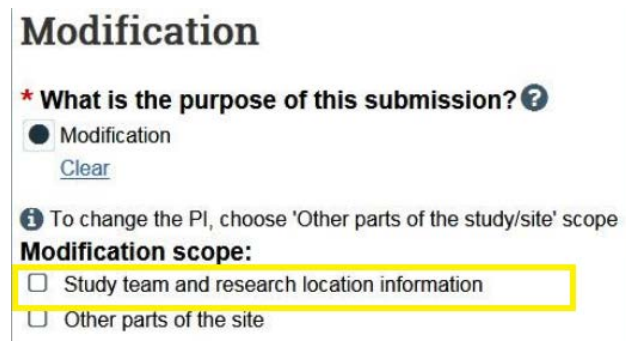 Modification
* What is the purpose of this submission? ?
Modification
Clear
i To change the PI, choose 'Other parts of the study/site' scope
Modification scope:
Study team and research location information
Other parts of the site